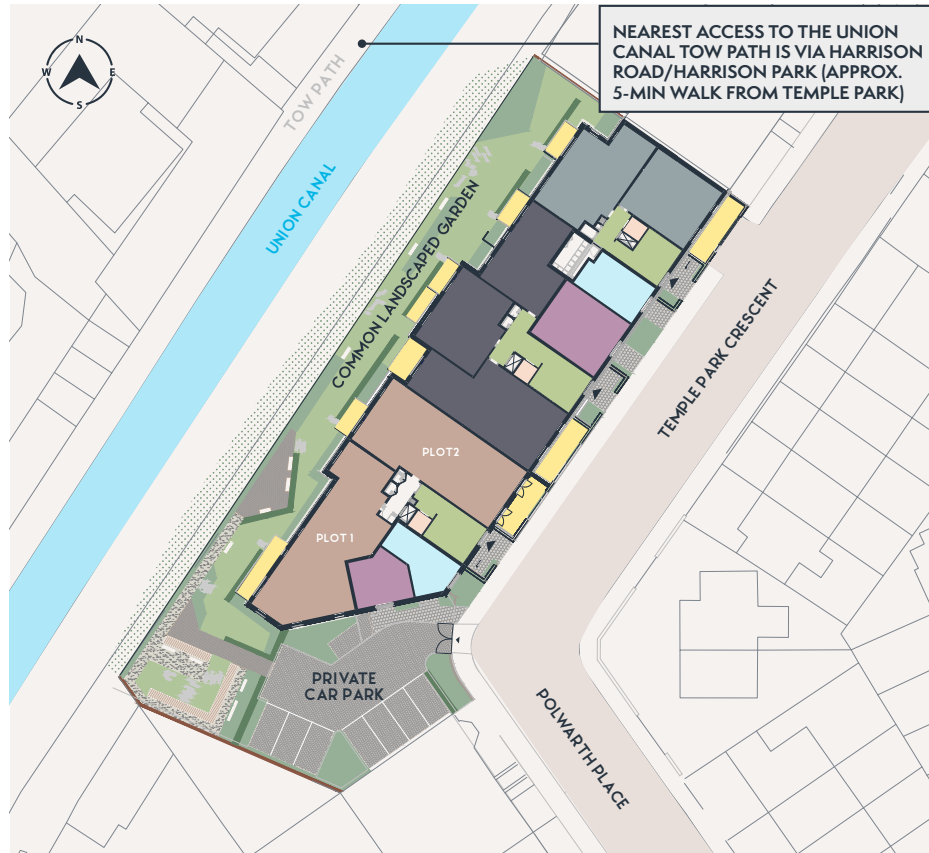 NEAREST ACCESS TO THE UNION
CANAL TOW PATH IS VIA HARRISON
ROAD/HARRISON PARK (APPROX.
5-MIN WALK FROM TEMPLE PARK)
N
W
E
S
TOW PATH
UNION CANAL
COMMON LANDSCAPED GARDEN
TEMPLE PARK CRESCENT
PLOT2
PLOT 1
PRIVATE
CAR PARK
POLWARTH PLACE